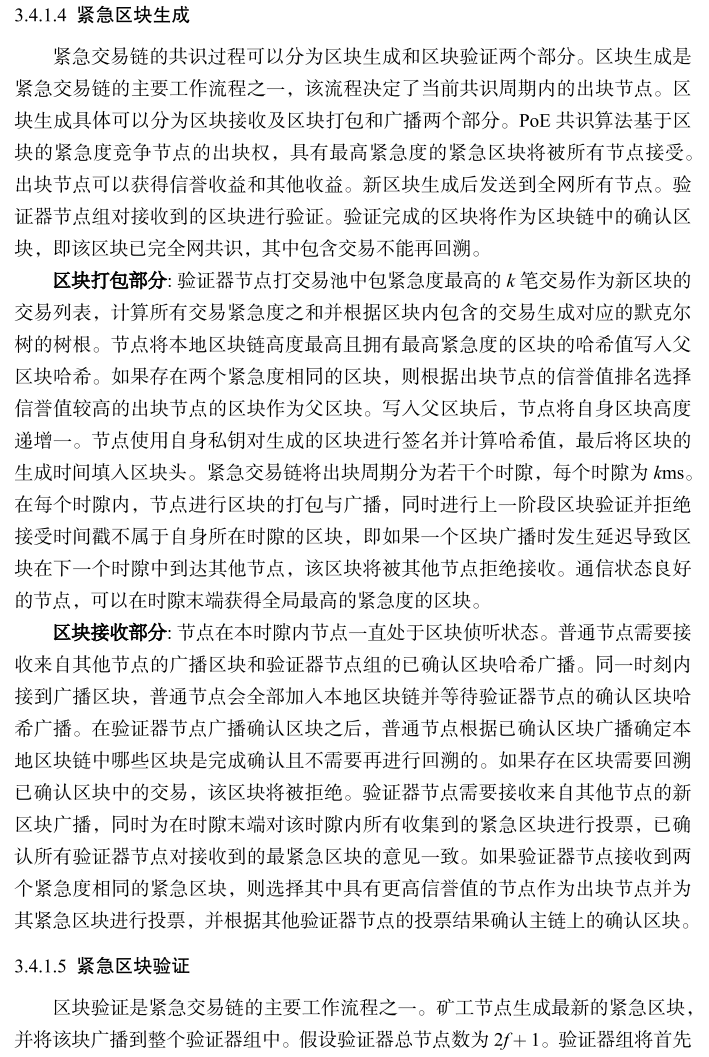 3.4.1.4 紧急区块生成
紧急交易链的共识过程可以分为区块生成和区块验证两个部分。区块生成是
紧急交易链的主要工作流程之一，该流程决定了当前共识周期内的出块节点。区
块生成具体可以分为区块接收及区块打包和广播两个部分。PoE 共识算法基于区
块的紧急度竞争节点的出块权，具有最高紧急度的紧急区块将被所有节点接受。
出块节点可以获得信誉收益和其他收益。新区块生成后发送到全网所有节点。验
证器节点组对接收到的区块进行验证。验证完成的区块将作为区块链中的确认区
块，即该区块已完全网共识，其中包含交易不能再回溯。
区块打包部分: 验证器节点打交易池中包紧急度最高的 k 笔交易作为新区块的
交易列表，计算所有交易紧急度之和并根据区块内包含的交易生成对应的默克尔
树的树根。节点将本地区块链高度最高且拥有最高紧急度的区块的哈希值写入父
区块哈希。如果存在两个紧急度相同的区块，则根据出块节点的信誉值排名选择
信誉值较高的出块节点的区块作为父区块。写入父区块后，节点将自身区块高度
递增一。节点使用自身私钥对生成的区块进行签名并计算哈希值，最后将区块的
生成时间填入区块头。紧急交易链将出块周期分为若干个时隙，每个时隙为 kms。
在每个时隙内，节点进行区块的打包与广播，同时进行上一阶段区块验证并拒绝
接受时间戳不属于自身所在时隙的区块，即如果一个区块广播时发生延迟导致区
块在下一个时隙中到达其他节点，该区块将被其他节点拒绝接收。通信状态良好
的节点，可以在时隙末端获得全局最高的紧急度的区块。
区块接收部分: 节点在本时隙内节点一直处于区块侦听状态。普通节点需要接
收来自其他节点的广播区块和验证器节点组的已确认区块哈希广播。同一时刻内
接到广播区块，普通节点会全部加入本地区块链并等待验证器节点的确认区块哈
希广播。在验证器节点广播确认区块之后，普通节点根据已确认区块广播确定本
地区块链中哪些区块是完成确认且不需要再进行回溯的。如果存在区块需要回溯
已确认区块中的交易，该区块将被拒绝。验证器节点需要接收来自其他节点的新
区块广播，同时为在时隙末端对该时隙内所有收集到的紧急区块进行投票，已确
认所有验证器节点对接收到的最紧急区块的意见一致。如果验证器节点接收到两
个紧急度相同的紧急区块，则选择其中具有更高信誉值的节点作为出块节点并为
其紧急区块进行投票，并根据其他验证器节点的投票结果确认主链上的确认区块。
3.4.1.5 紧急区块验证
区块验证是紧急交易链的主要工作流程之一。矿工节点生成最新的紧急区块，
并将该块广播到整个验证器组中。假设验证器总节点数为 2f + 1。验证器组将首先